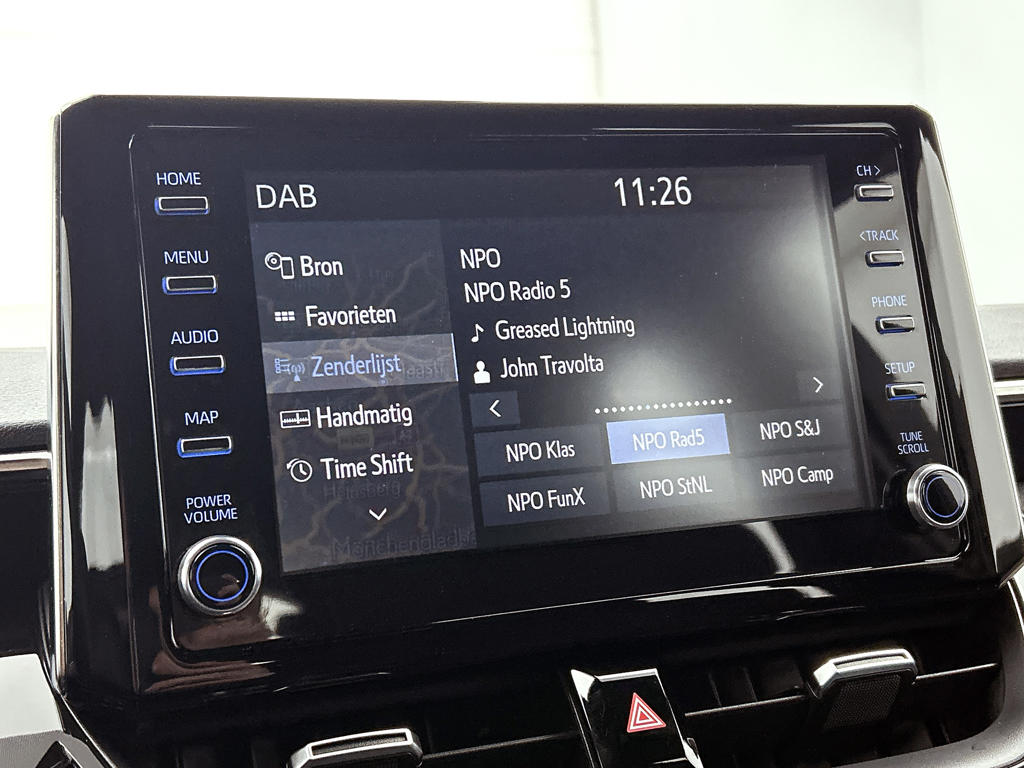 HOME
MENU
AUDIO
MAP
POWER
VOLUME
DAB
11:26
Bron
Favorieten
Zenderlijst
Handmatig
Time Shift
Heinsberg
Mönchengladba
NPO
NPO Radio 5
Greased Lightning
John Travolta
NPO Klas
NPO Rad5
NPO S&J
NPO FunX
NPO StNL
NPO Camp
CH >
< TRACK
PHONE
SETUP
TUNE
SCROLL